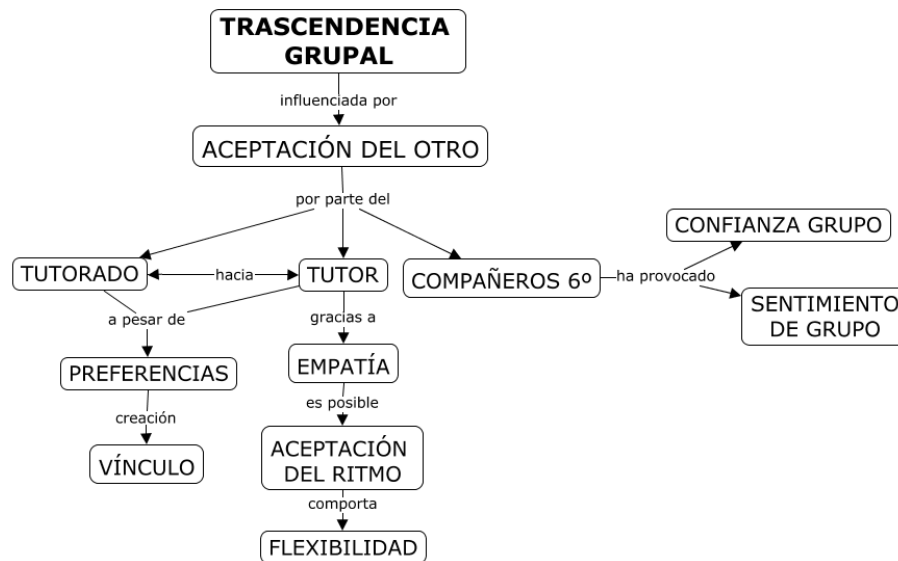 TRASCENDENCIA
GRUPAL
influenciada por
ACEPTACIÓN DEL OTRO
por parte del
TUTORADO
hacia
TUTOR
COMPAÑEROS 6º
ha provocado
CONFIANZA GRUPO
SENTIMIENTO
DE GRUPO
a pesar de
gracias a
PREFERENCIAS
EMPATÍA
creación
es posible
VÍNCULO
ACEPTACIÓN
DEL RITMO
comporta
FLEXIBILIDAD